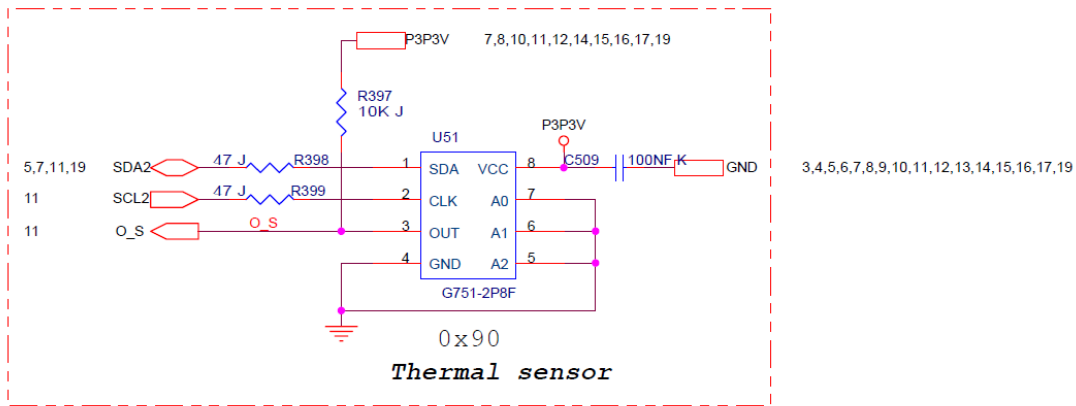 P3P3V 7,8,10,11,12,14,15,16,17,19
R397
10K J
U51
P3P3V
5,7,11,19 SDA2 47 J R398 1 SDA VCC 8 C509 100NF K GND 3,4,5,6,7,8,9,10,11,12,13,14,15,16,17,19
11 SCL2 47 J R399 2 CLK A0 7
11 O_S O_S 3 OUT A1 6
4 GND A2 5
G751-2P8F
0x90
Thermal sensor